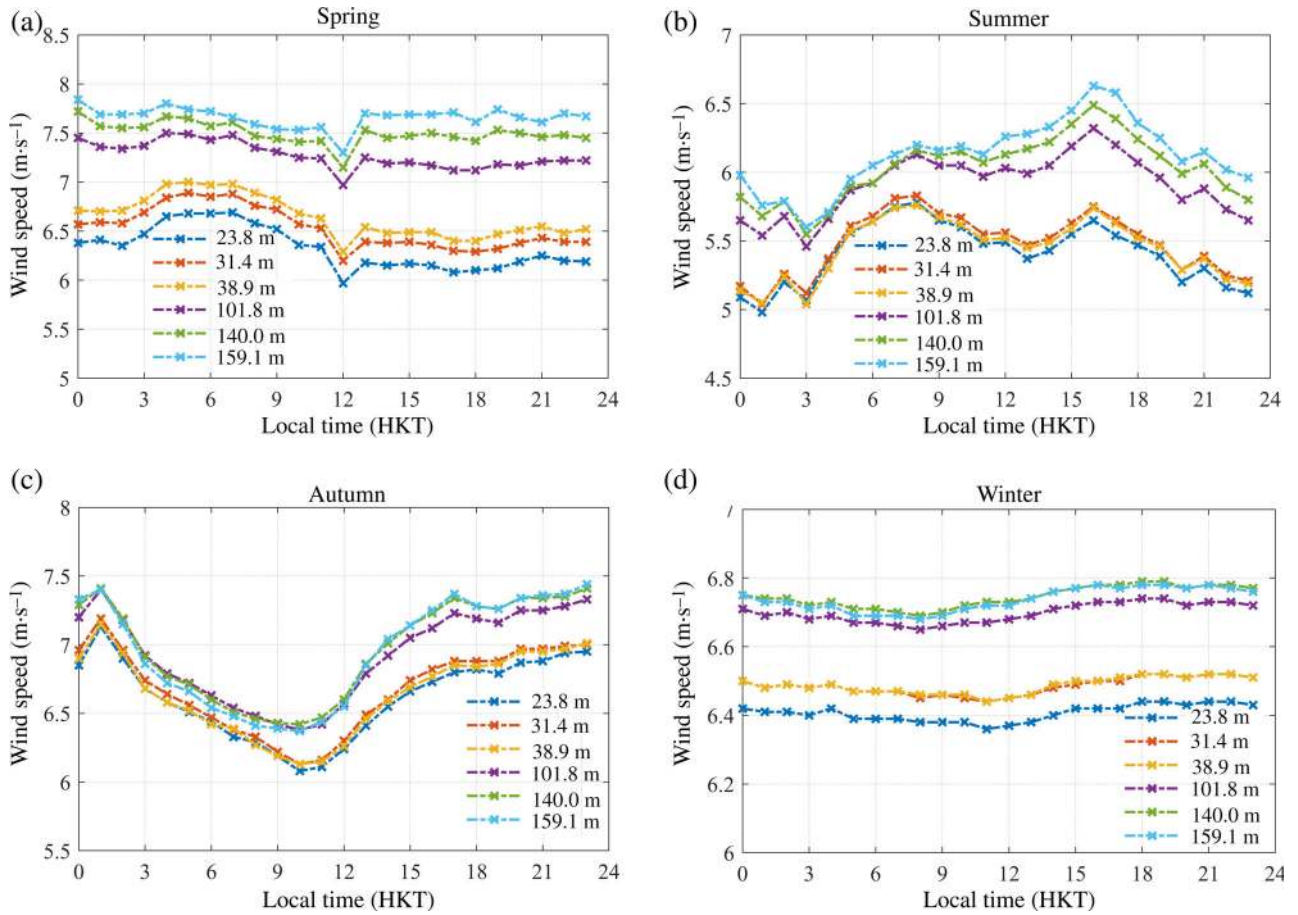 (a)
Spring
8.5
8
7.5
7
6.5
6
5.5
5
Wind speed (m·s⁻¹)
23.8 m
31.4 m
38.9 m
101.8 m
140.0 m
159.1 m
0 3 6 9 12 15 18 21 24
Local time (HKT)
(b)
Summer
7
6.5
6
5.5
5
4.5
Wind speed (m·s⁻¹)
23.8 m
31.4 m
38.9 m
101.8 m
140.0 m
159.1 m
0 3 6 9 12 15 18 21 24
Local time (HKT)
(c)
Autumn
8
7.5
7
6.5
6
5.5
Wind speed (m·s⁻¹)
23.8 m
31.4 m
38.9 m
101.8 m
140.0 m
159.1 m
0 3 6 9 12 15 18 21 24
Local time (HKT)
(d)
Winter
7
6.8
6.6
6.4
6.2
6
Wind speed (m·s⁻¹)
23.8 m
31.4 m
38.9 m
101.8 m
140.0 m
159.1 m
0 3 6 9 12 15 18 21 24
Local time (HKT)